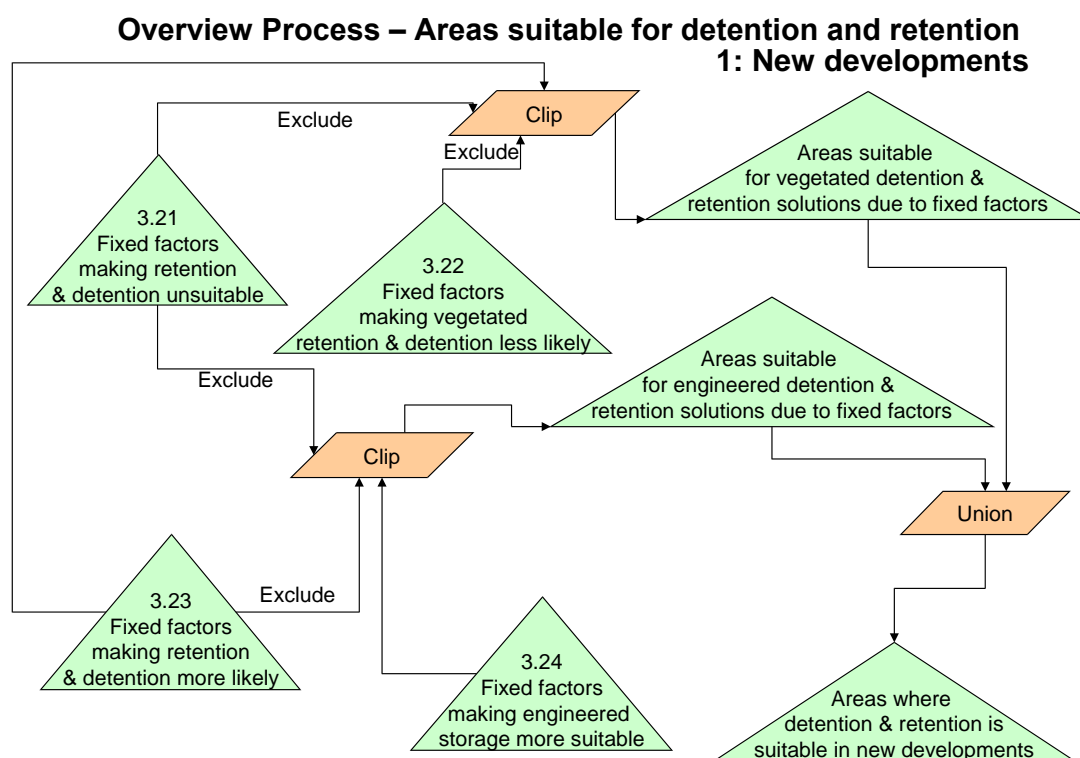 Overview Process – Areas suitable for detention and retention
1: New developments
Clip
Exclude
Exclude
Areas suitable
for vegetated detention &
retention solutions due to fixed factors
3.21
Fixed factors
making retention
& detention unsuitable
3.22
Fixed factors
making vegetated
retention & detention less likely
Exclude
Areas suitable
for engineered detention &
retention solutions due to fixed factors
Clip
Union
3.23
Fixed factors
making retention
& detention more likely
Exclude
3.24
Fixed factors
making engineered
storage more suitable
Areas where
detention & retention is
suitable in new developments